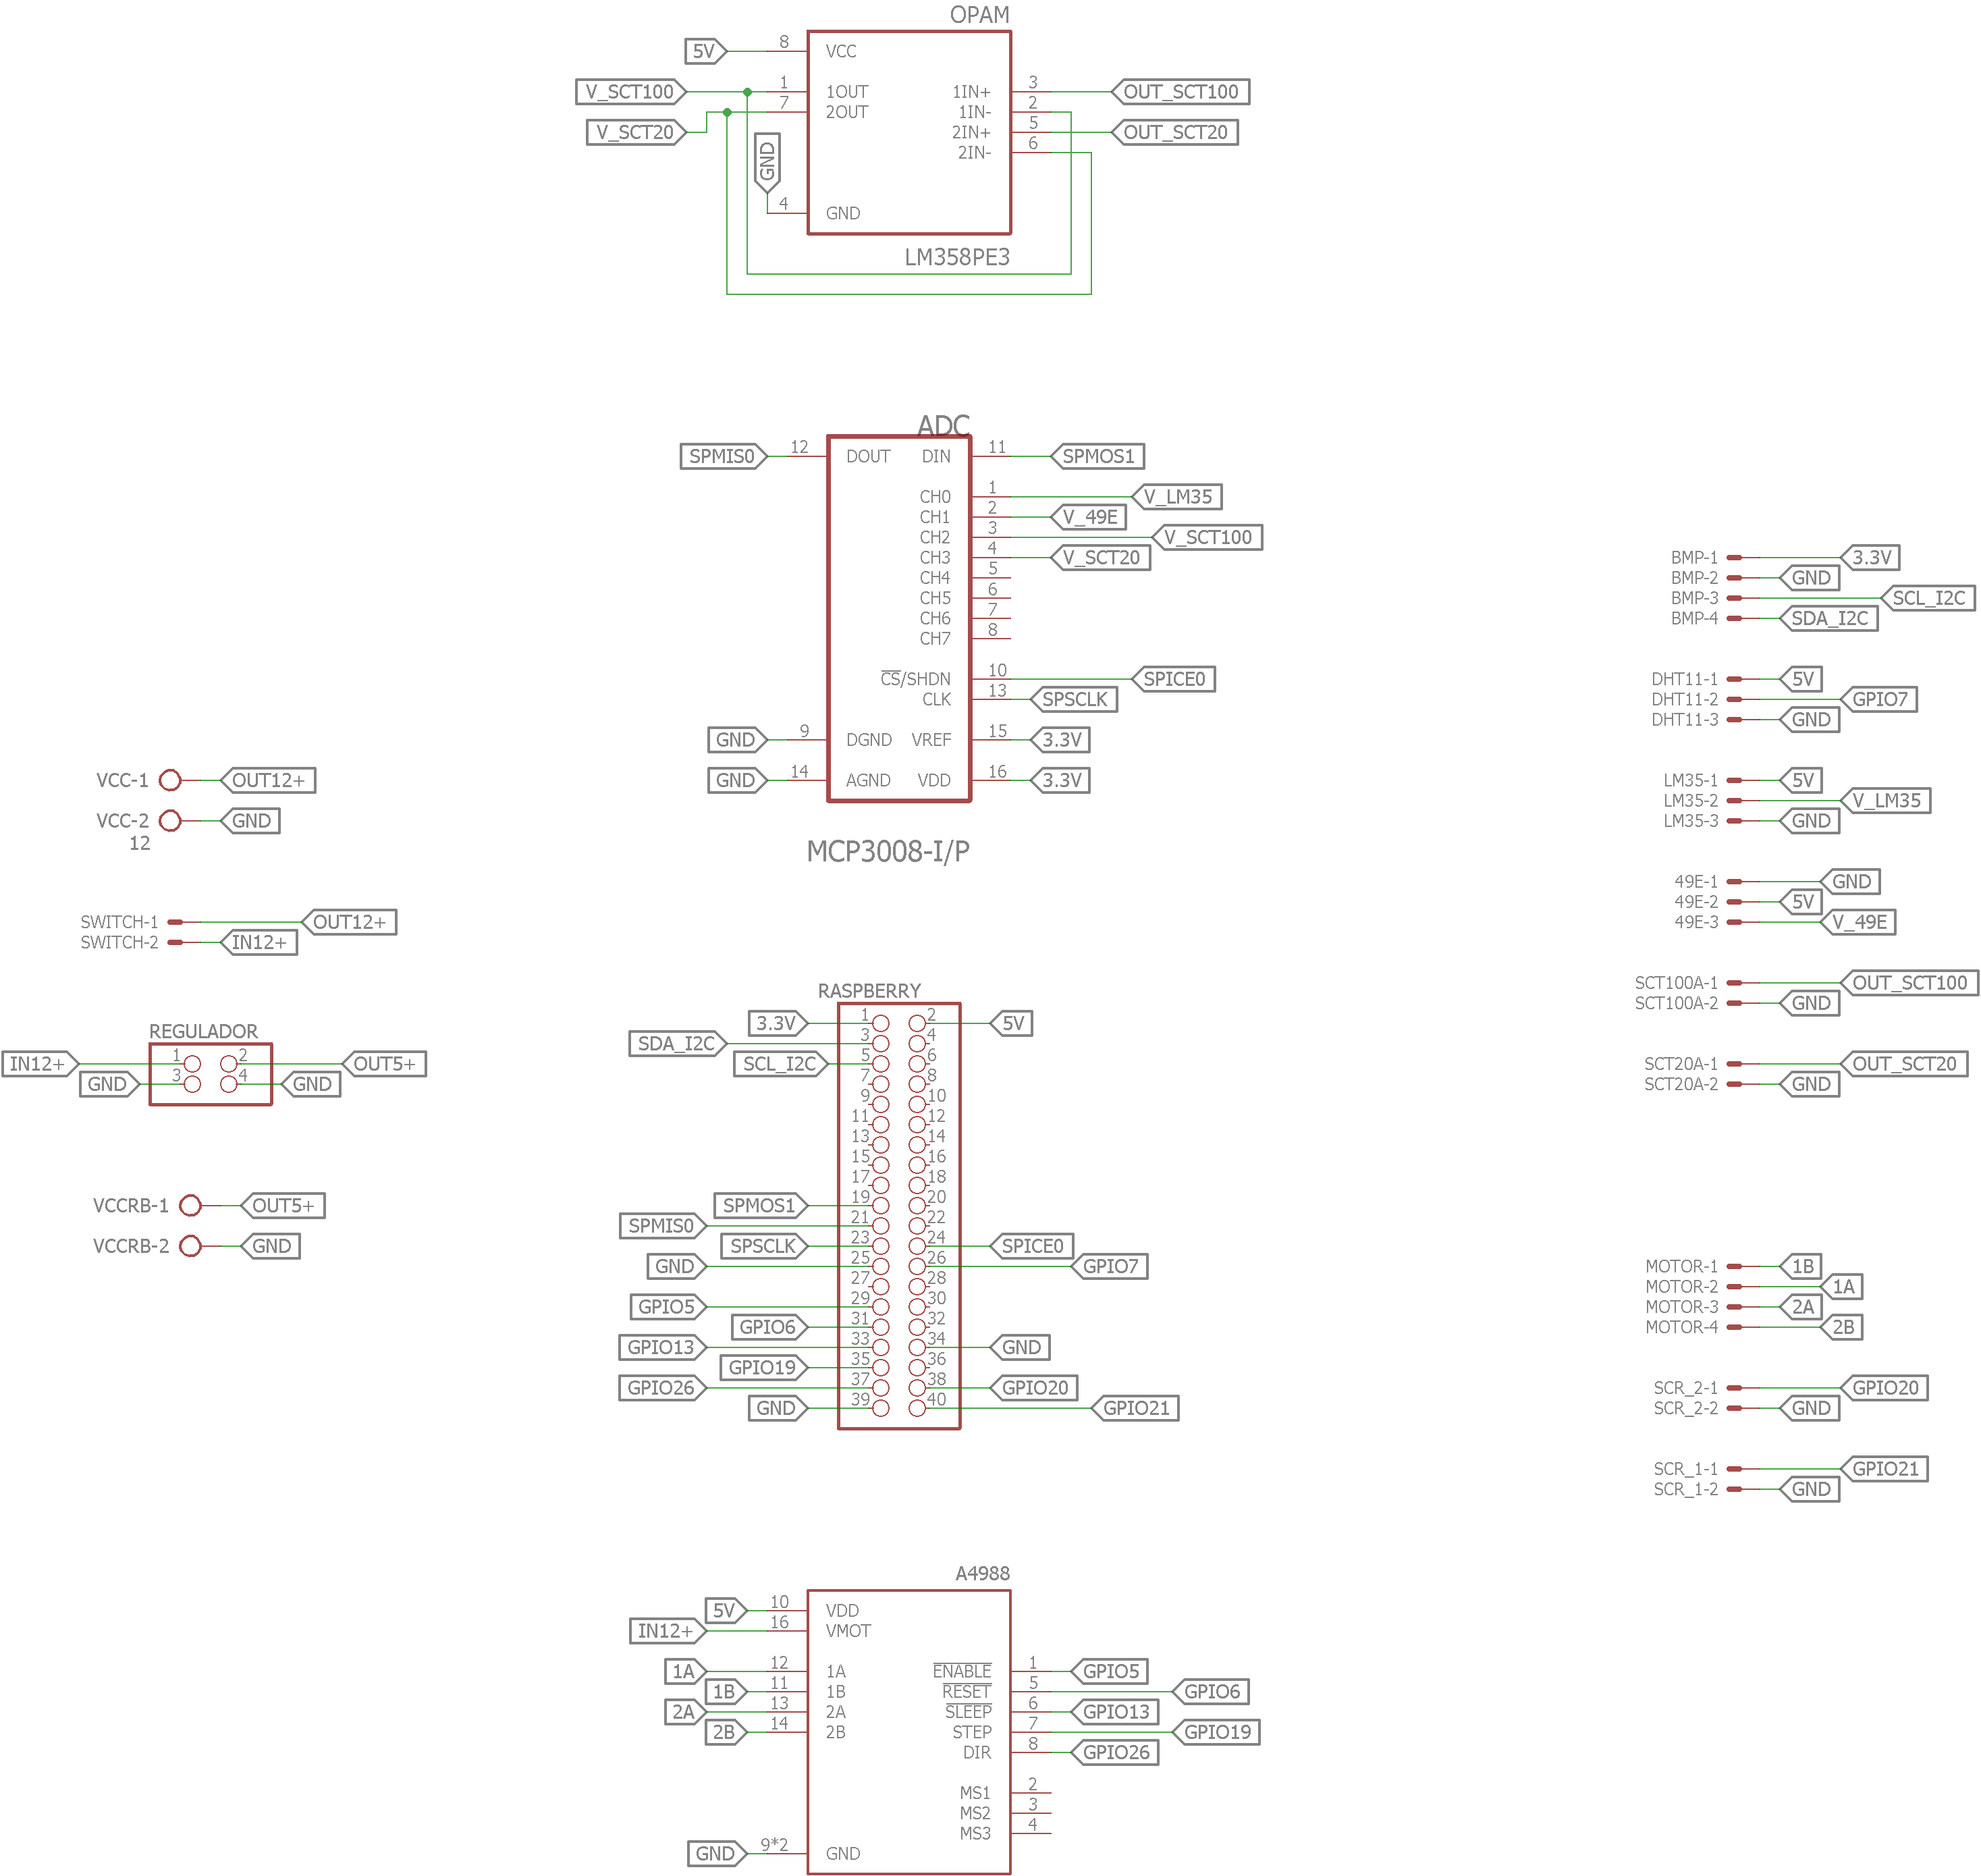 OPAM
5V 8 VCC
V_SCT100 1 1OUT 1IN+ 3 OUT_SCT100
7 2OUT 1IN- 2
V_SCT20 2IN+ 5 OUT_SCT20
2IN- 6
GND
4 GND
LM358PE3
ADC
SPMIS0 12 DOUT DIN 11 SPMOS1
CH0 1 V_LM35
CH1 2 V_49E
CH2 3 V_SCT100
CH3 4 V_SCT20
CH4 5
CH5 6
CH6 7
CH7 8
CS/SHDN 10 SPICE0
CLK 13 SPSCLK
GND 9 DGND VREF 15 3.3V
GND 14 AGND VDD 16 3.3V
MCP3008-I/P
VCC-1 OUT12+
VCC-2 GND
12
SWITCH-1 OUT12+
SWITCH-2 IN12+
REGULADOR
IN12+ 1 2 OUT5+
GND 3 4 GND
VCCRB-1 OUT5+
VCCRB-2 GND
RASPBERRY
3.3V 1 2 5V
SDA_I2C 3 4
SCL_I2C 5 6
7 8
9 10
11 12
13 14
15 16
17 18
SPMOS1 19 20
SPMIS0 21 22
SPSCLK 23 24 SPICE0
GND 25 26 GPIO7
27 28
GPIO5 29 30
GPIO6 31 32
GPIO13 33 34 GND
GPIO19 35 36
GPIO26 37 38 GPIO20
GND 39 40 GPIO21
A4988
5V 10 VDD
IN12+ 16 VMOT
1A 12 1A ENABLE 1 GPIO5
1B 11 1B RESET 5 GPIO6
2A 13 2A SLEEP 6 GPIO13
2B 14 2B STEP 7 GPIO19
DIR 8 GPIO26
MS1 2
MS2 3
MS3 4
GND 9*2 GND
BMP-1 3.3V
BMP-2 GND
BMP-3 SCL_I2C
BMP-4 SDA_I2C
DHT11-1 5V
DHT11-2 GPIO7
DHT11-3 GND
LM35-1 5V
LM35-2 V_LM35
LM35-3 GND
49E-1 GND
49E-2 5V
49E-3 V_49E
SCT100A-1 OUT_SCT100
SCT100A-2 GND
SCT20A-1 OUT_SCT20
SCT20A-2 GND
MOTOR-1 1B
MOTOR-2 1A
MOTOR-3 2A
MOTOR-4 2B
SCR_2-1 GPIO20
SCR_2-2 GND
SCR_1-1 GPIO21
SCR_1-2 GND